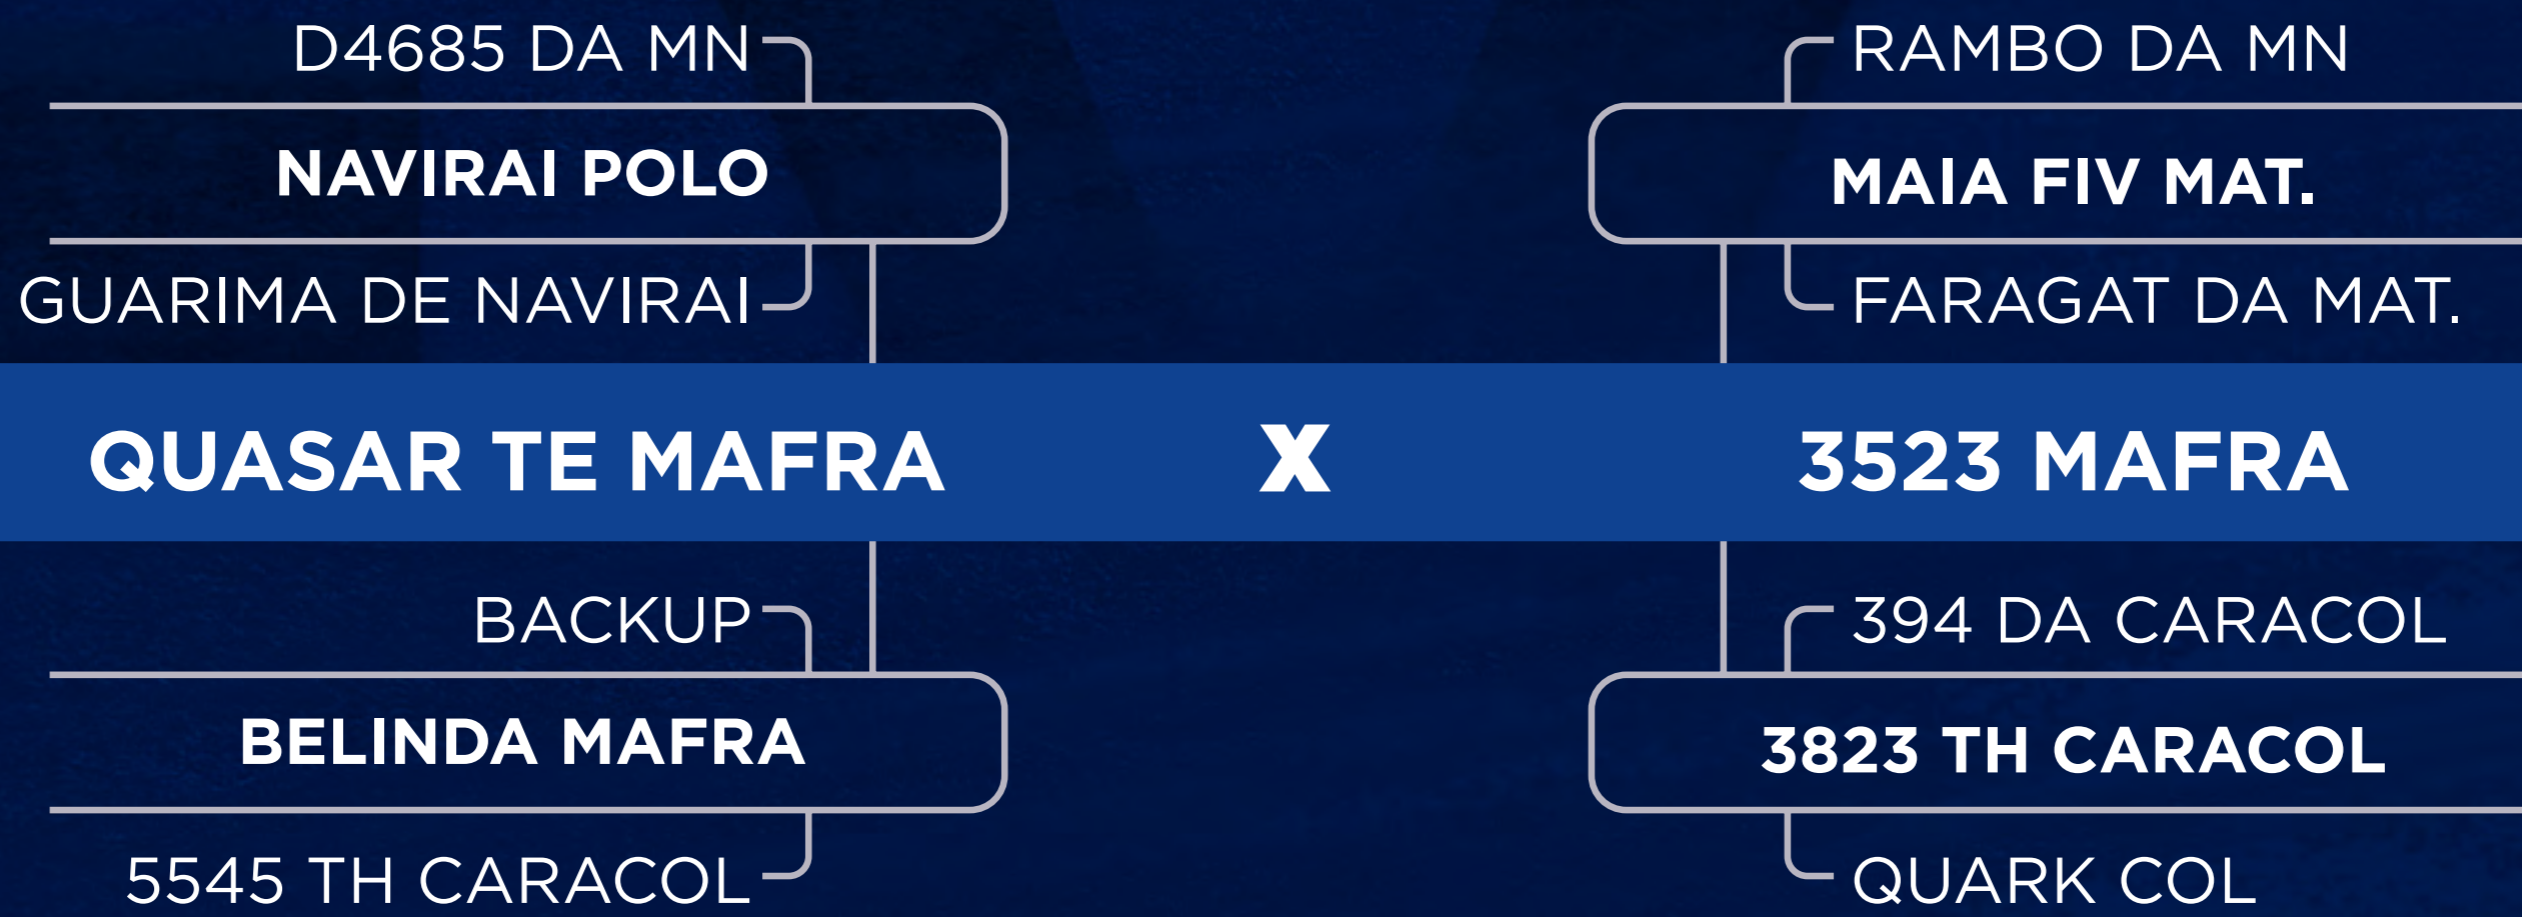 D4685 DA MN
NAVIRAI POLO
GUARIMA DE NAVIRAI
RAMBO DA MN
MAIA FIV MAT.
FARAGAT DA MAT.
QUASAR TE MAFRA X 3523 MAFRA
BACKUP
BELINDA MAFRA
5545 TH CARACOL
394 DA CARACOL
3823 TH CARACOL
QUARK COL